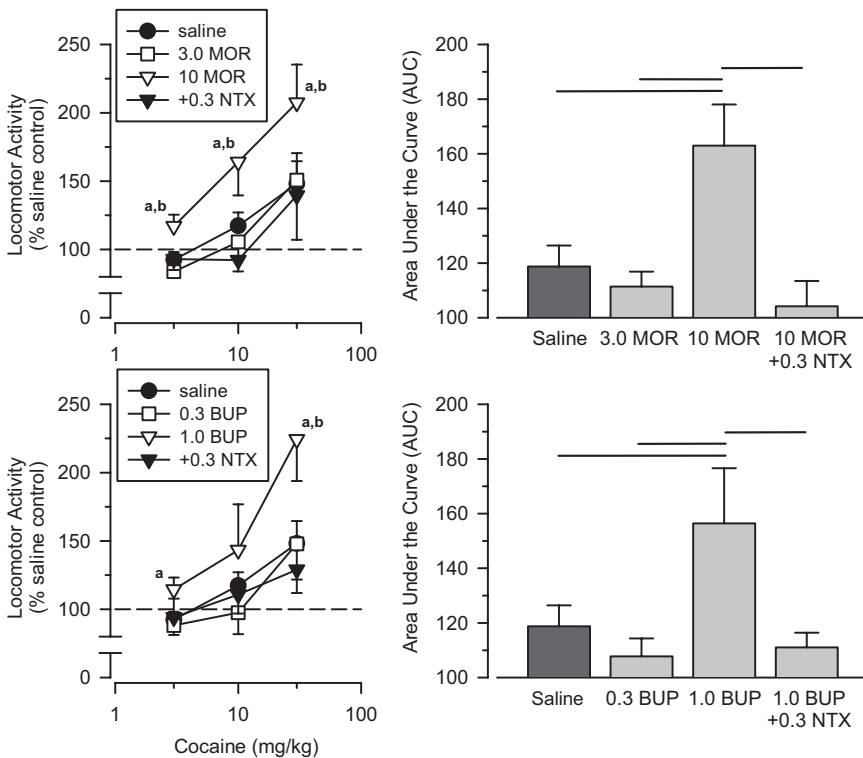 saline
3.0 MOR
10 MOR
+0.3 NTX
Locomotor Activity
(% saline control)
250
200
150
100
0
a,b
a,b
a,b
1
10
100
Area Under the Curve (AUC)
200
180
160
140
120
100
Saline
3.0 MOR
10 MOR
10 MOR
+0.3 NTX
saline
0.3 BUP
1.0 BUP
+0.3 NTX
Locomotor Activity
(% saline control)
250
200
150
100
0
a
a,b
1
10
100
Cocaine (mg/kg)
Area Under the Curve (AUC)
200
180
160
140
120
100
Saline
0.3 BUP
1.0 BUP
1.0 BUP
+0.3 NTX